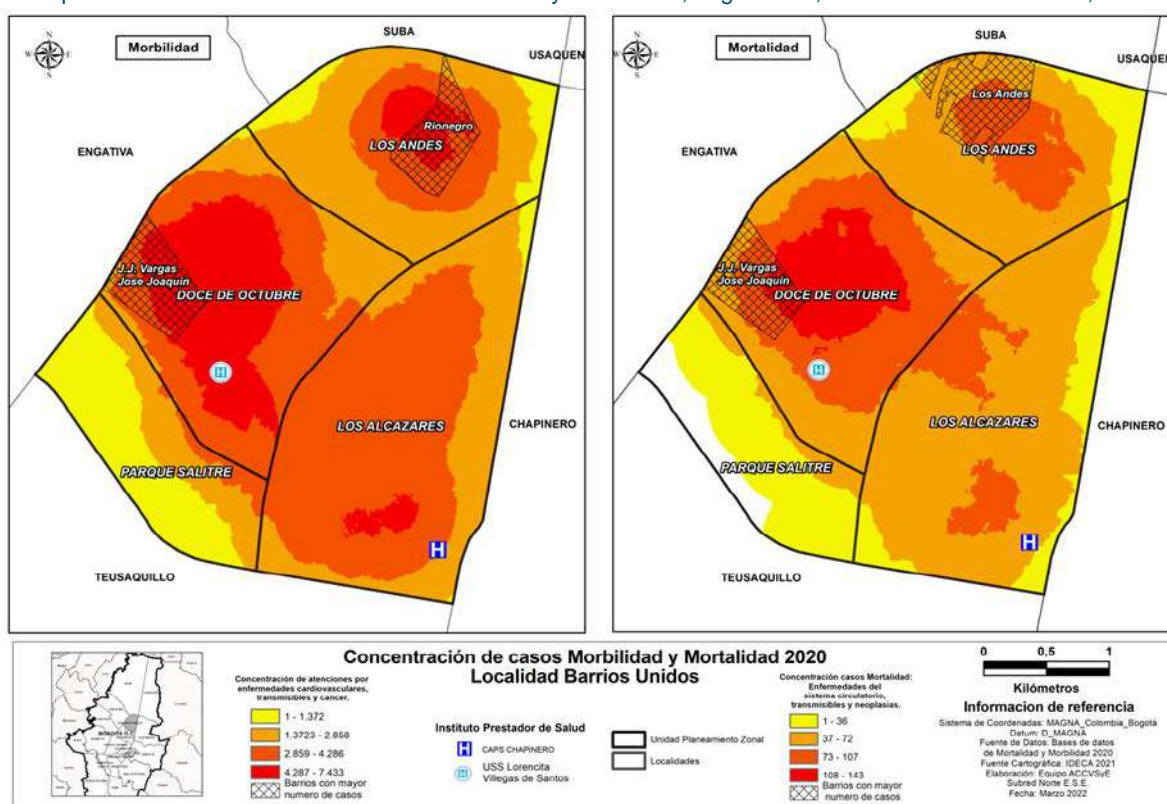 Morbilidad
N
W
E
S
SUBA
USAQUEN
ENGATIVA
Rionegro
LOS ANDES
J.J. Vargas
Jose Joaquin
DOCE DE OCTUBRE
H
LOS ALCAZARES
CHAPINERO
PARQUE SALITRE
H
TEUSAQUILLO
Mortalidad
N
W
E
S
SUBA
USAQUEN
ENGATIVA
Los Andes
LOS ANDES
J.J. Vargas
Jose Joaquin
DOCE DE OCTUBRE
H
LOS ALCAZARES
CHAPINERO
PARQUE SALITRE
H
TEUSAQUILLO
Concentración de casos Morbilidad y Mortalidad 2020
Localidad Barrios Unidos
BOGOTA D.C.
Concentración de atenciones por
enfermedades cardiovasculares,
transmisibles y cancer.
1 - 1.372
1.3723 - 2.858
2.859 - 4.286
4.287 - 7.433
Barrios con mayor
numero de casos
Instituto Prestador de Salud
H CAPS CHAPINERO
H USS Lorencita
Villegas de Santos
Unidad Planeamiento Zonal
Localidades
Concentración casos Mortalidad:
Enfermedades del
sistema circulatorio,
transmisibles y neoplasias.
1 - 36
37 - 72
73 - 107
108 - 143
Barrios con mayor
numero de casos
0 0,5 1
Kilómetros
Informacion de referencia
Sistema de Coordenadas: MAGNA_Colombia_Bogotá
Datum: D_MAGNA
Fuente de Datos: Bases de datos
de Mortalidad y Morbilidad 2020
Fuente Cartográfica: IDECA 2021
Elaboración: Equipo ACCVSyE
Subred Norte E.S.E.
Fecha: Marzo 2022